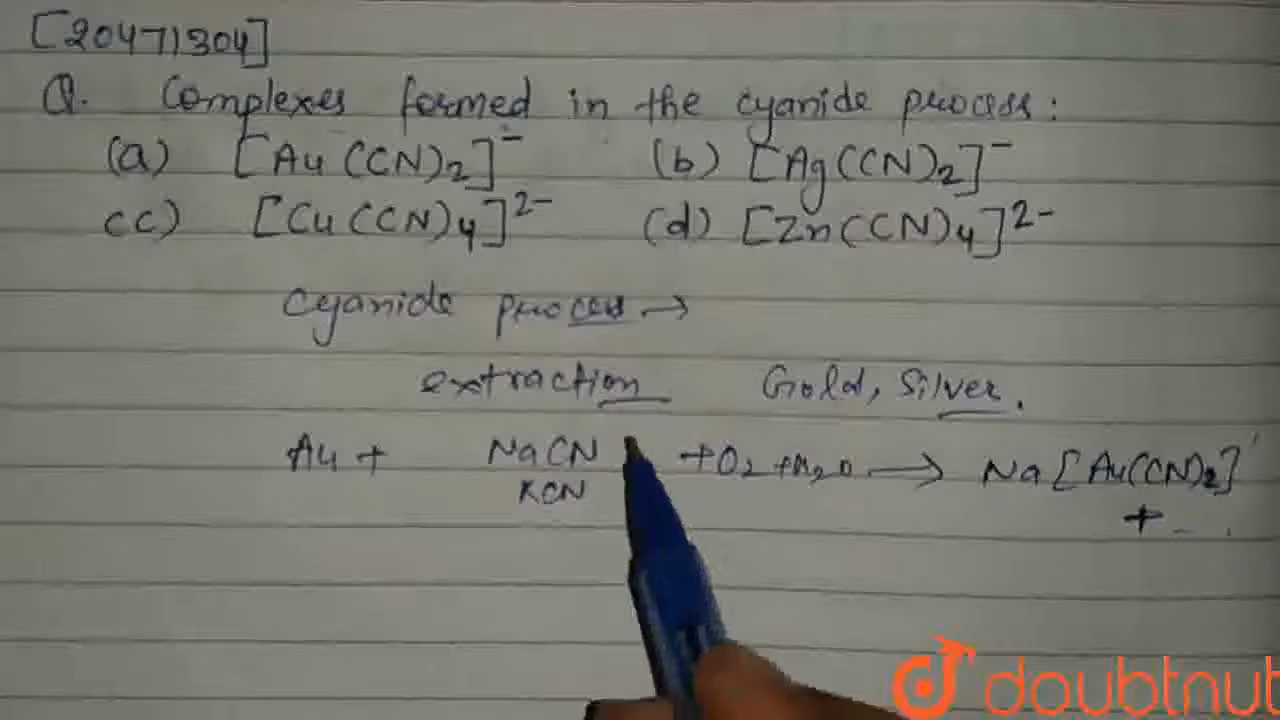 [20471304]
Q. Complexes formed in the cyanide process:
(a) [Au(CN)2]⁻ (b) [Ag(CN)2]⁻
(c) [Cu(CN)4]²⁻ (d) [Zn(CN)4]²⁻
Cyanide process →
extraction Gold, Silver.
Au + NaCN +O2 +H2O → Na[Au(CN)2]
KCN + - .
doubtnut